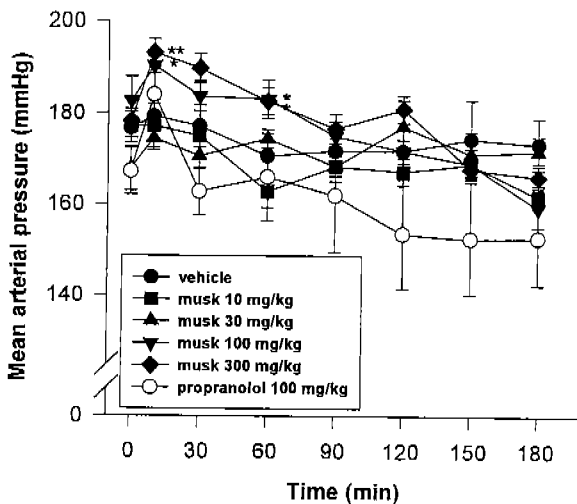 200
180
160
140
0
Mean arterial pressure (mmHg)
**
*
*
*
vehicle
musk 10 mg/kg
musk 30 mg/kg
musk 100 mg/kg
musk 300 mg/kg
propranolol 100 mg/kg
0 30 60 90 120 150 180
Time (min)